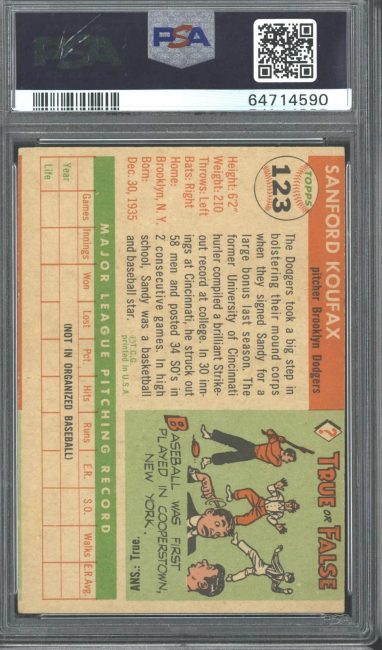 PSA
PSA
64714590
TOPPS
123
SANFORD KOUFAX
pitcher Brooklyn Dodgers
Height: 6'2"
Weight: 210
Throws: Left
Bats: Right
Home:
Brooklyn, N. Y.
Born:
Dec. 30, 1935
The Dodgers took a big step in
bolstering their mound corps
when they signed Sandy for a
large bonus last season. The
former University of Cincinnati
hurler compiled a brilliant Strike-
out record at college. In 30 inn-
ings at Cincinnati, he struck out
58 men and posted 34 SO's in
2 consecutive games. In high
school, Sandy was a basketball
and baseball star.
©T.C.G.
printed in U.S.A.
?
TRUE OR FALSE
BASEBALL WAS FIRST
PLAYED IN COOPERSTOWN,
NEW YORK.
ANS.: True.
MAJOR LEAGUE PITCHING RECORD
Games Innings Won Lost Pct Hits Runs E.R. S.O. Walks E.R.Avg.
Year
(NOT IN ORGANIZED BASEBALL)
Life